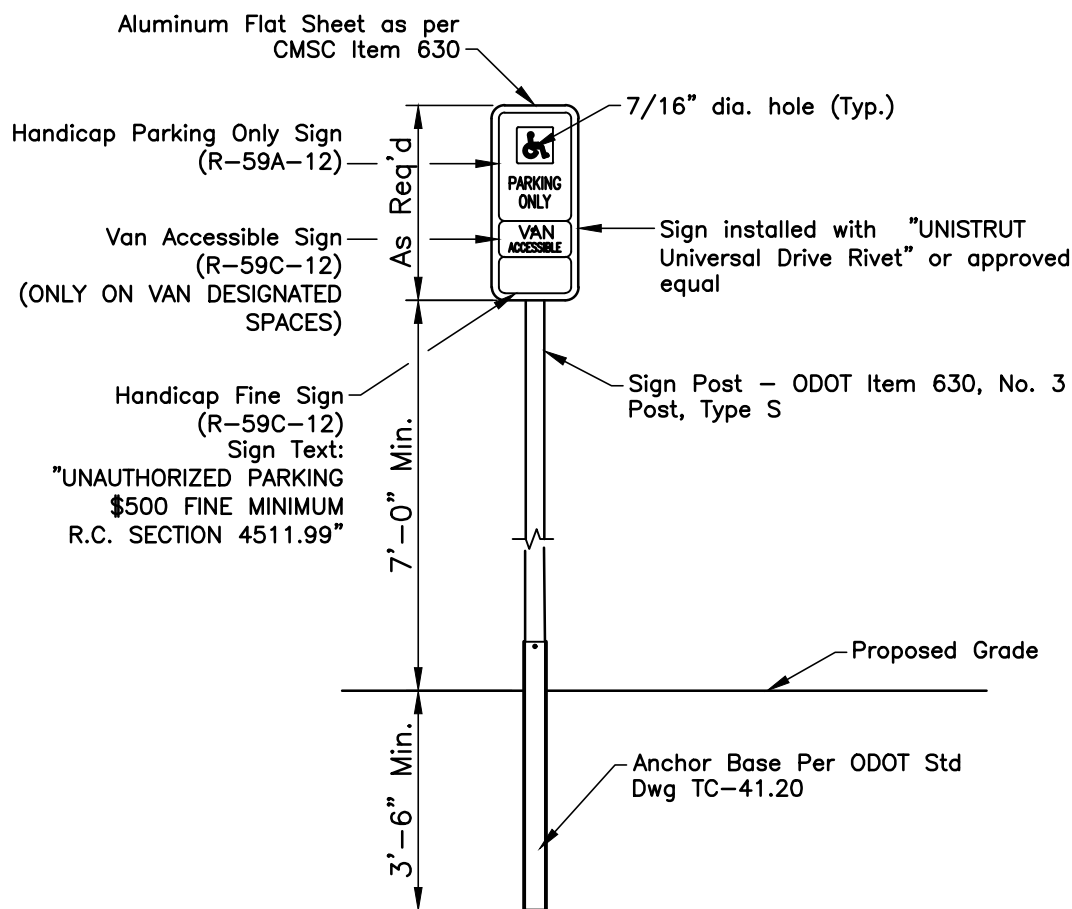 Aluminum Flat Sheet as per
CMSC Item 630
7/16" dia. hole (Typ.)
Handicap Parking Only Sign
(R-59A-12)
As Req'd
PARKING
ONLY
VAN
ACCESSIBLE
Van Accessible Sign
(R-59C-12)
(ONLY ON VAN DESIGNATED
SPACES)
Sign installed with "UNISTRUT
Universal Drive Rivet" or approved
equal
Handicap Fine Sign
(R-59C-12)
Sign Text:
"UNAUTHORIZED PARKING
$500 FINE MINIMUM
R.C. SECTION 4511.99"
Sign Post – ODOT Item 630, No. 3
Post, Type S
7'-0" Min.
Proposed Grade
3'-6" Min.
Anchor Base Per ODOT Std
Dwg TC-41.20